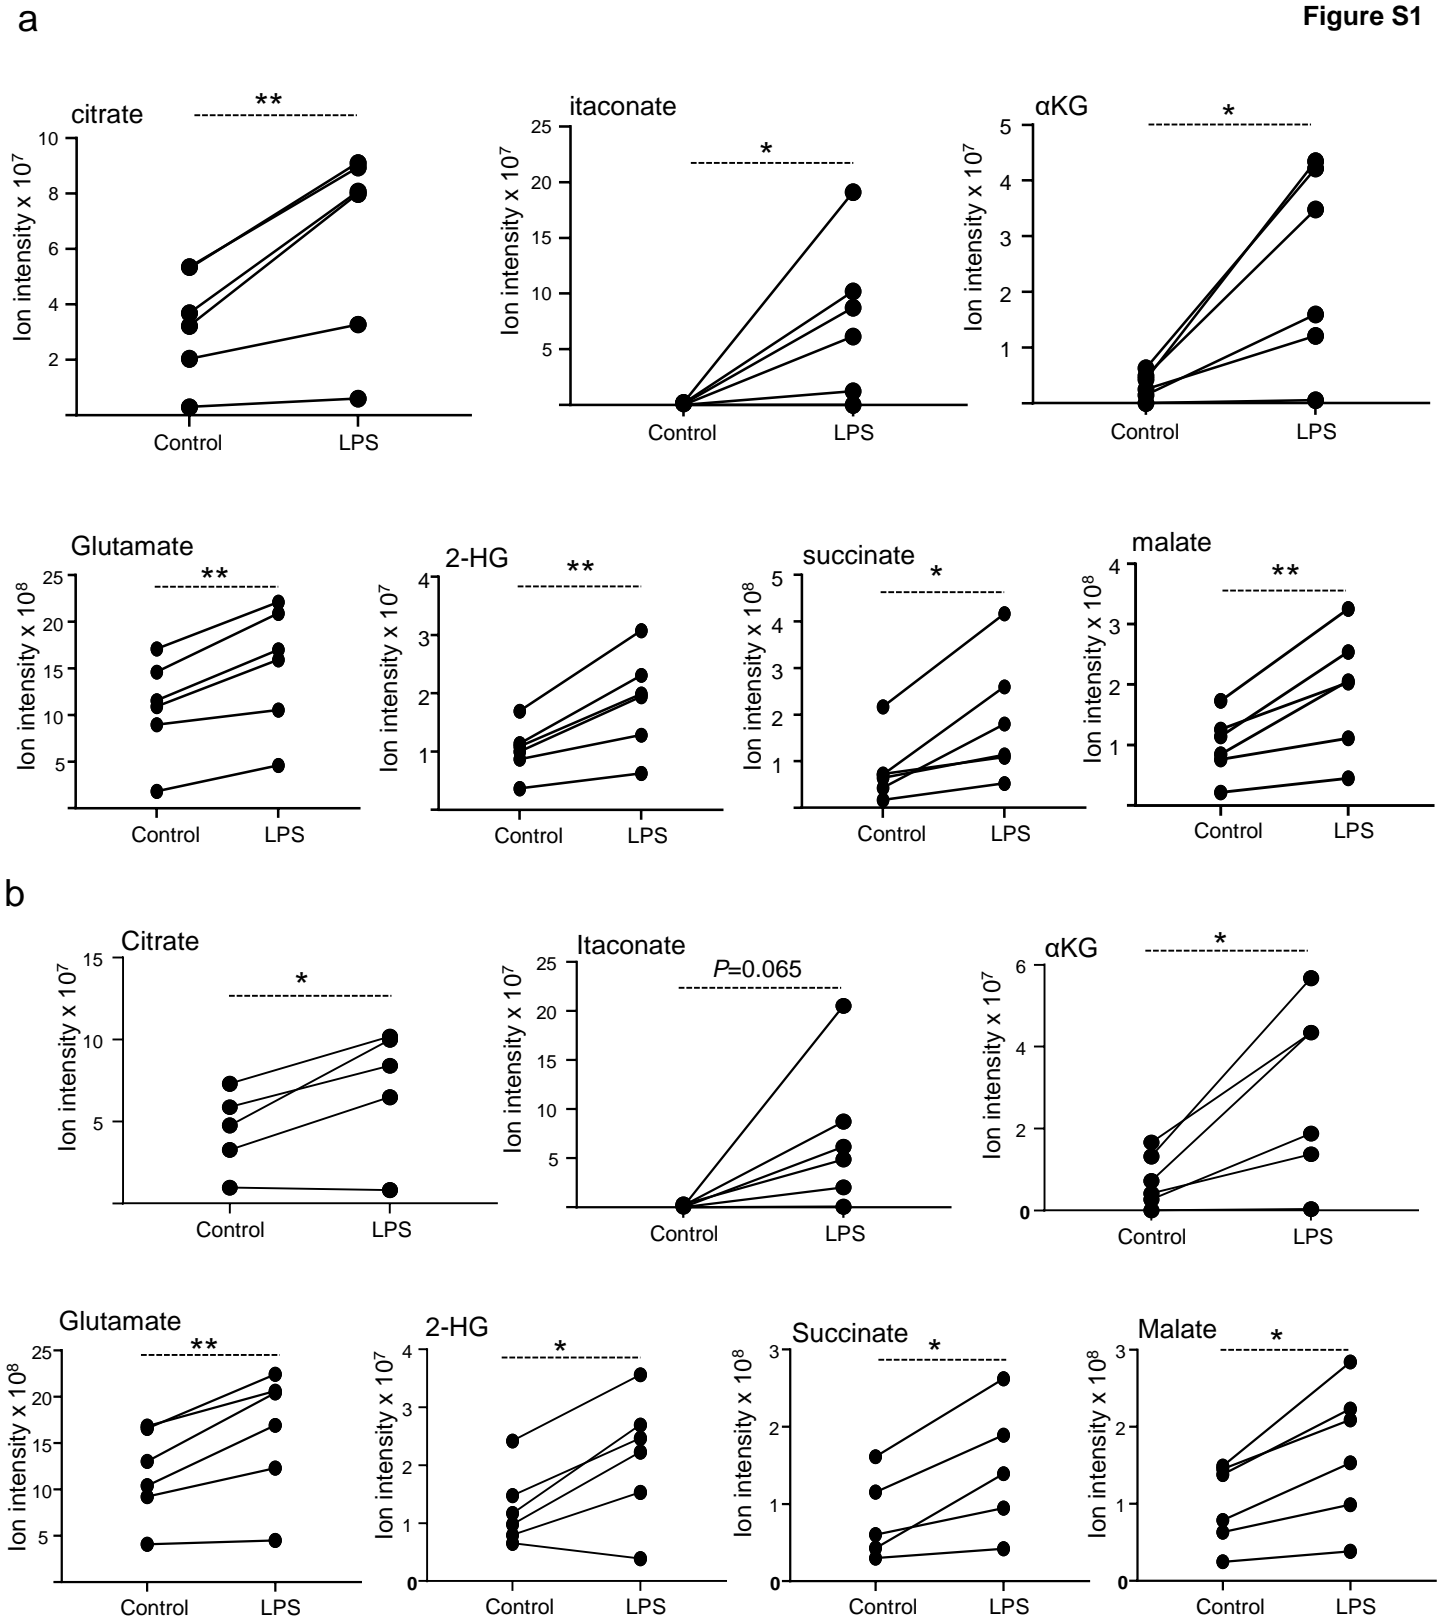 a
Figure S1
citrate
**
Ion intensity x 10⁷
10
8
6
4
2
Control LPS
itaconate
*
Ion intensity x 10⁷
25
20
15
10
5
Control LPS
αKG
*
Ion intensity x 10⁷
5
4
3
2
1
Control LPS
Glutamate
**
Ion intensity x 10⁸
25
20
15
10
5
Control LPS
2-HG
**
Ion intensity x 10⁷
4
3
2
1
Control LPS
succinate
*
Ion intensity x 10⁸
5
4
3
2
1
Control LPS
malate
**
Ion intensity x 10⁸
4
3
2
1
Control LPS
b
Citrate
*
Ion intensity x 10⁷
15
10
5
Control LPS
Itaconate
P=0.065
Ion intensity x 10⁷
25
20
15
10
5
Control LPS
αKG
*
Ion intensity x 10⁷
6
4
2
0
Control LPS
Glutamate
**
Ion intensity x 10⁸
25
20
15
10
5
Control LPS
2-HG
*
Ion intensity x 10⁷
4
3
2
1
0
Control LPS
Succinate
*
Ion intensity x 10⁸
3
2
1
0
Control LPS
Malate
*
Ion intensity x 10⁸
3
2
1
0
Control LPS